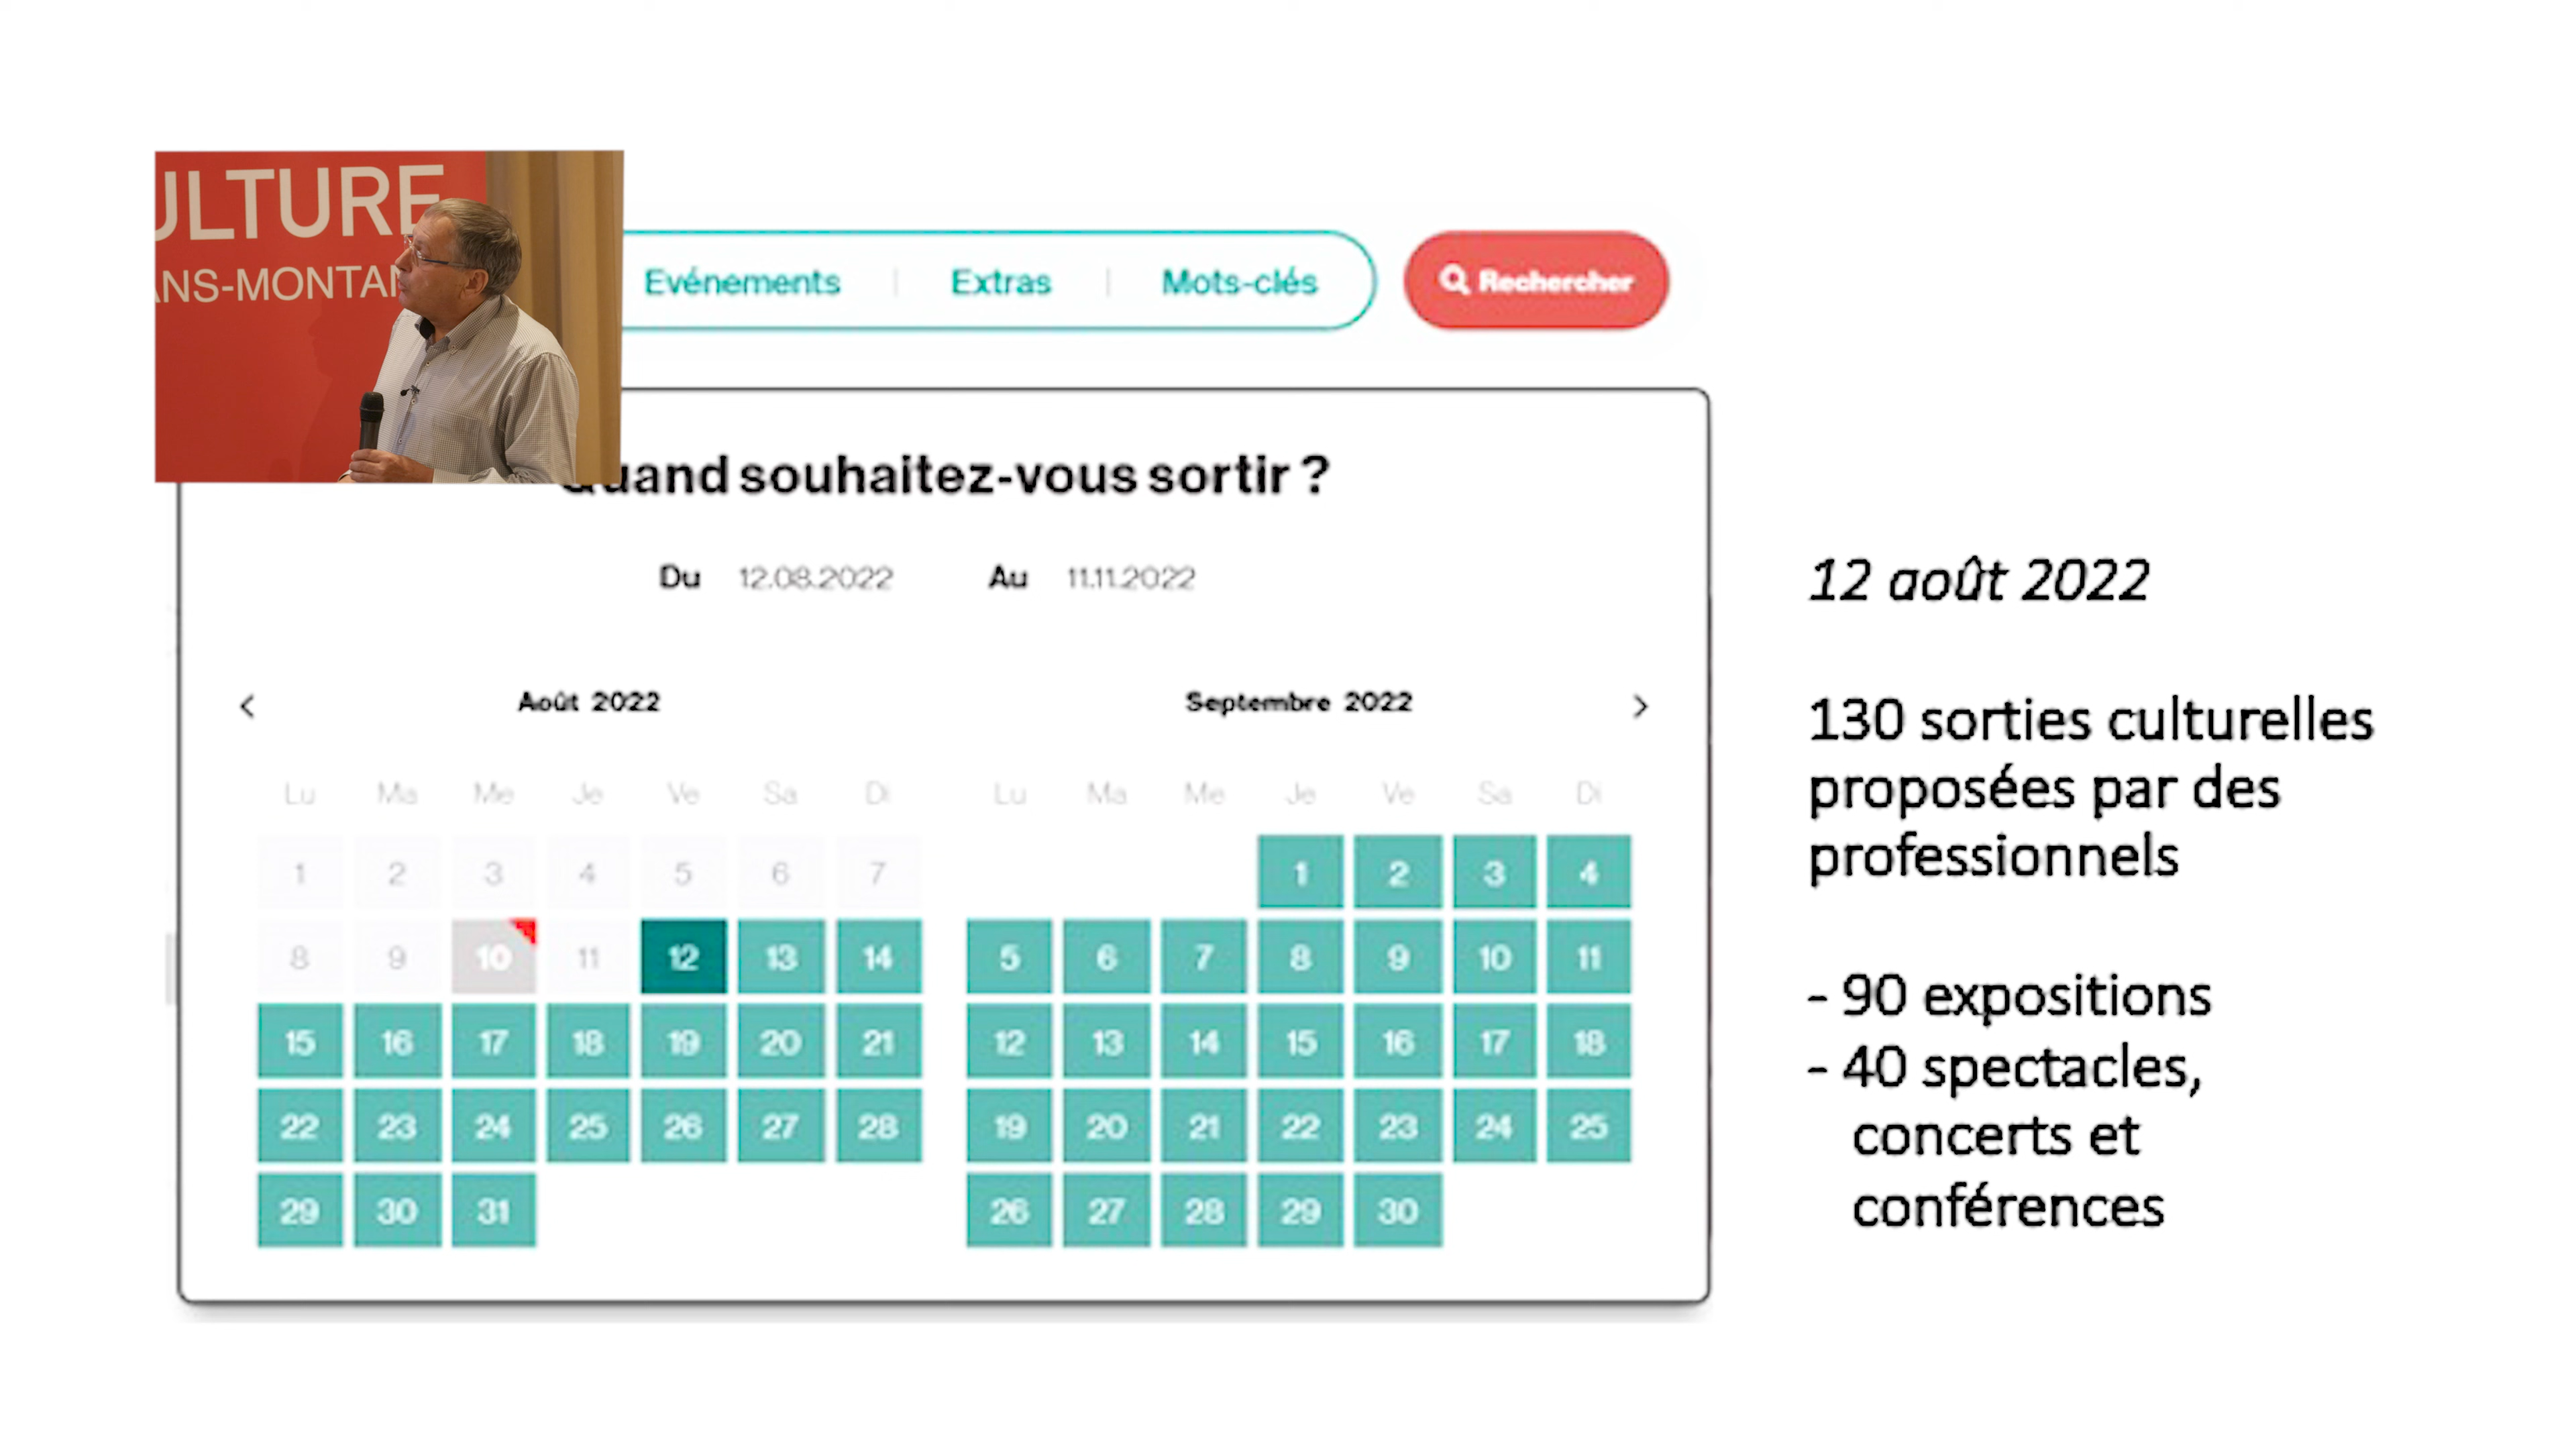 ULTURE
ANS-MONTAN
Evénements Extras Mots-clés Rechercher
Quand souhaitez-vous sortir ?
Du 12.08.2022 Au 11.11.2022
< Août 2022 Septembre 2022 >
Lu Ma Me Je Ve Sa Di Lu Ma Me Je Ve Sa Di
1 2 3 4 5 6 7 1 2 3 4
8 9 10 11 12 13 14 5 6 7 8 9 10 11
15 16 17 18 19 20 21 12 13 14 15 16 17 18
22 23 24 25 26 27 28 19 20 21 22 23 24 25
29 30 31 26 27 28 29 30
12 août 2022
130 sorties culturelles
proposées par des
professionnels
- 90 expositions
- 40 spectacles,
concerts et
conférences